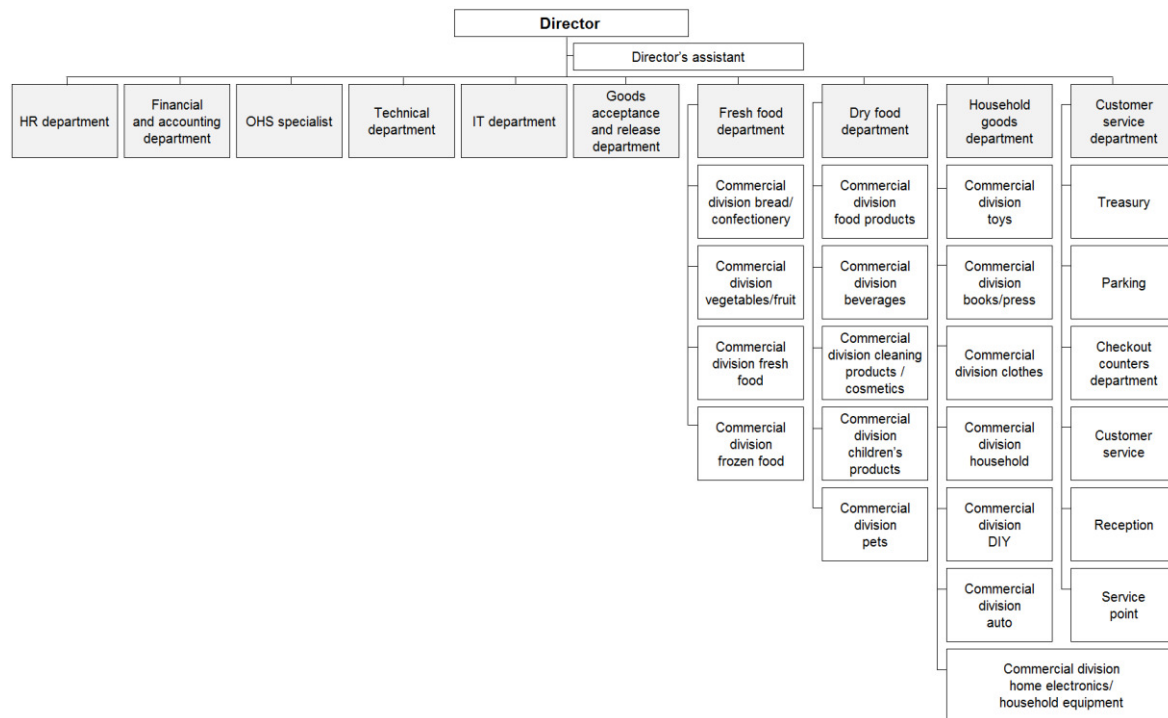 Director
Director's assistant
HR department
Financial
and accounting
department
OHS specialist
Technical
department
IT department
Goods
acceptance
and release
department
Fresh food
department
Dry food
department
Household
goods
department
Customer
service
department
Commercial
division bread/
confectionery
Commercial
division
vegetables/fruit
Commercial
division fresh
food
Commercial
division
frozen food
Commercial
division
food products
Commercial
division
beverages
Commercial
division cleaning
products /
cosmetics
Commercial
division
children's
products
Commercial
division
pets
Commercial
division
toys
Commercial
division
books/press
Commercial
division clothes
Commercial
division
household
Commercial
division
DIY
Commercial
division
auto
Commercial division
home electronics/
household equipment
Treasury
Parking
Checkout
counters
department
Customer
service
Reception
Service
point